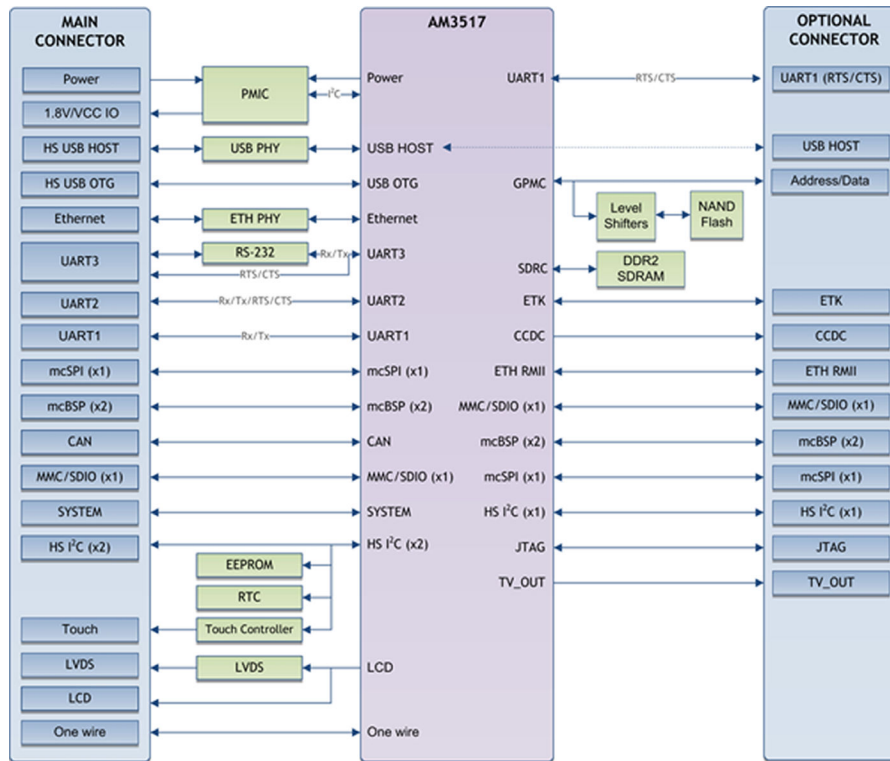 MAIN
CONNECTOR
Power
1.8V/VCC IO
HS USB HOST
HS USB OTG
Ethernet
UART3
UART2
UART1
mcSPI (x1)
mcBSP (x2)
CAN
MMC/SDIO (x1)
SYSTEM
HS I²C (x2)
Touch
LVDS
LCD
One wire
PMIC
I²C
USB PHY
ETH PHY
RS-232
Rx/Tx
RTS/CTS
Rx/Tx/RTS/CTS
Rx/Tx
EEPROM
RTC
Touch Controller
LVDS
AM3517
Power
USB HOST
USB OTG
Ethernet
UART3
UART2
UART1
mcSPI (x1)
mcBSP (x2)
CAN
MMC/SDIO (x1)
SYSTEM
HS I²C (x2)
LCD
One wire
UART1
GPMC
SDRC
ETK
CCDC
ETH RMII
MMC/SDIO (x1)
mcBSP (x2)
mcSPI (x1)
HS I²C (x1)
JTAG
TV_OUT
RTS/CTS
Level
Shifters
NAND
Flash
DDR2
SDRAM
OPTIONAL
CONNECTOR
UART1 (RTS/CTS)
USB HOST
Address/Data
ETK
CCDC
ETH RMII
MMC/SDIO (x1)
mcBSP (x2)
mcSPI (x1)
HS I²C (x1)
JTAG
TV_OUT